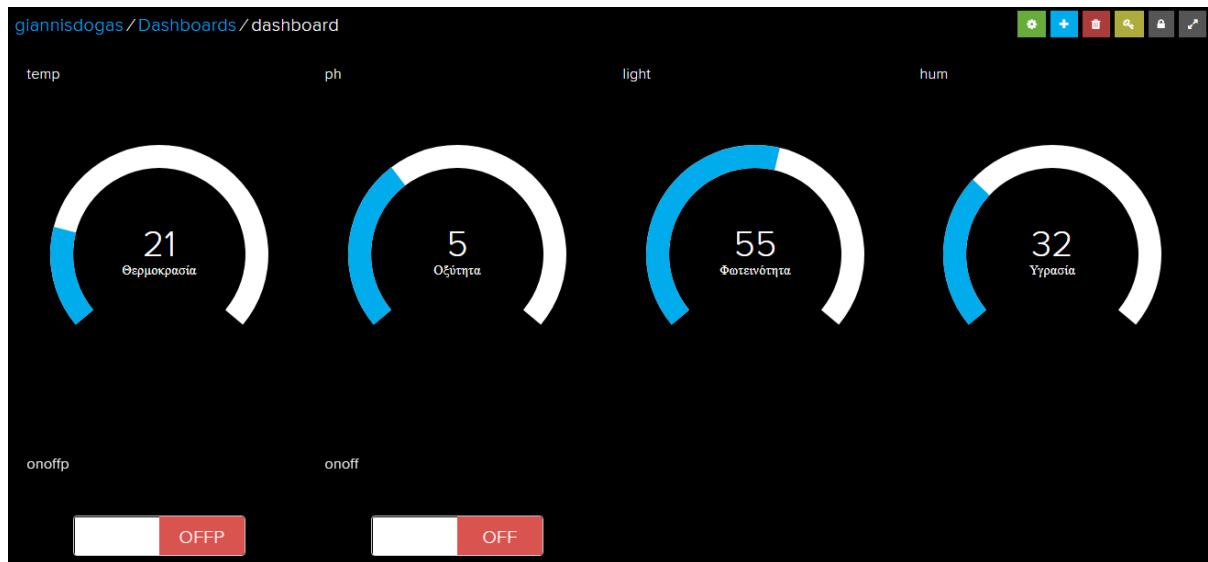 giannisdogas / Dashboards / dashboard
temp
ph
light
hum
21
Θερμοκρασία
5
Οξύτητα
55
Φωτεινότητα
32
Υγρασία
onoffp
onoff
OFFP
OFF